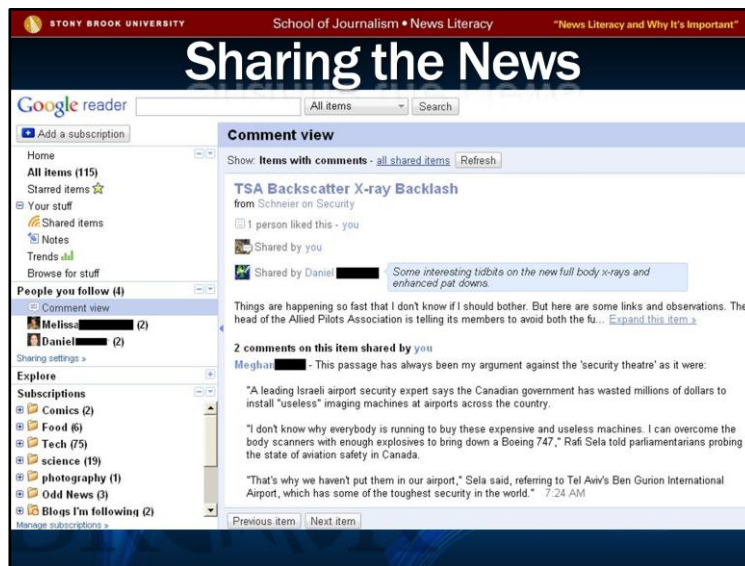 STONY BROOK UNIVERSITY
School of Journalism • News Literacy
"News Literacy and Why It's Important"
Sharing the News
Google reader
All items
Search
Add a subscription
Home
All items (115)
Starred items
Your stuff
Shared items
Notes
Trends
Browse for stuff
People you follow (4)
Comment view
Melissa (2)
Daniel (2)
Sharing settings »
Explore
Subscriptions
Comics (2)
Food (6)
Tech (75)
science (19)
photography (1)
Odd News (3)
Blogs I'm following (2)
Manage subscriptions »
Comment view
Show: Items with comments - all shared items Refresh
TSA Backscatter X-ray Backlash
from Schneier on Security
1 person liked this - you
Shared by you
Shared by Daniel
Some interesting tidbits on the new full body x-rays and
enhanced pat downs.
Things are happening so fast that I don't know if I should bother. But here are some links and observations. The
head of the Allied Pilots Association is telling its members to avoid both the fu... Expand this item »
2 comments on this item shared by you
Meghan - This passage has always been my argument against the 'security theatre' as it were:
"A leading Israeli airport security expert says the Canadian government has wasted millions of dollars to
install "useless" imaging machines at airports across the country.
"I don't know why everybody is running to buy these expensive and useless machines. I can overcome the
body scanners with enough explosives to bring down a Boeing 747," Rafi Sela told parliamentarians probing
the state of aviation safety in Canada.
"That's why we haven't put them in our airport," Sela said, referring to Tel Aviv's Ben Gurion International
Airport, which has some of the toughest security in the world." 7:24 AM
Previous item Next item